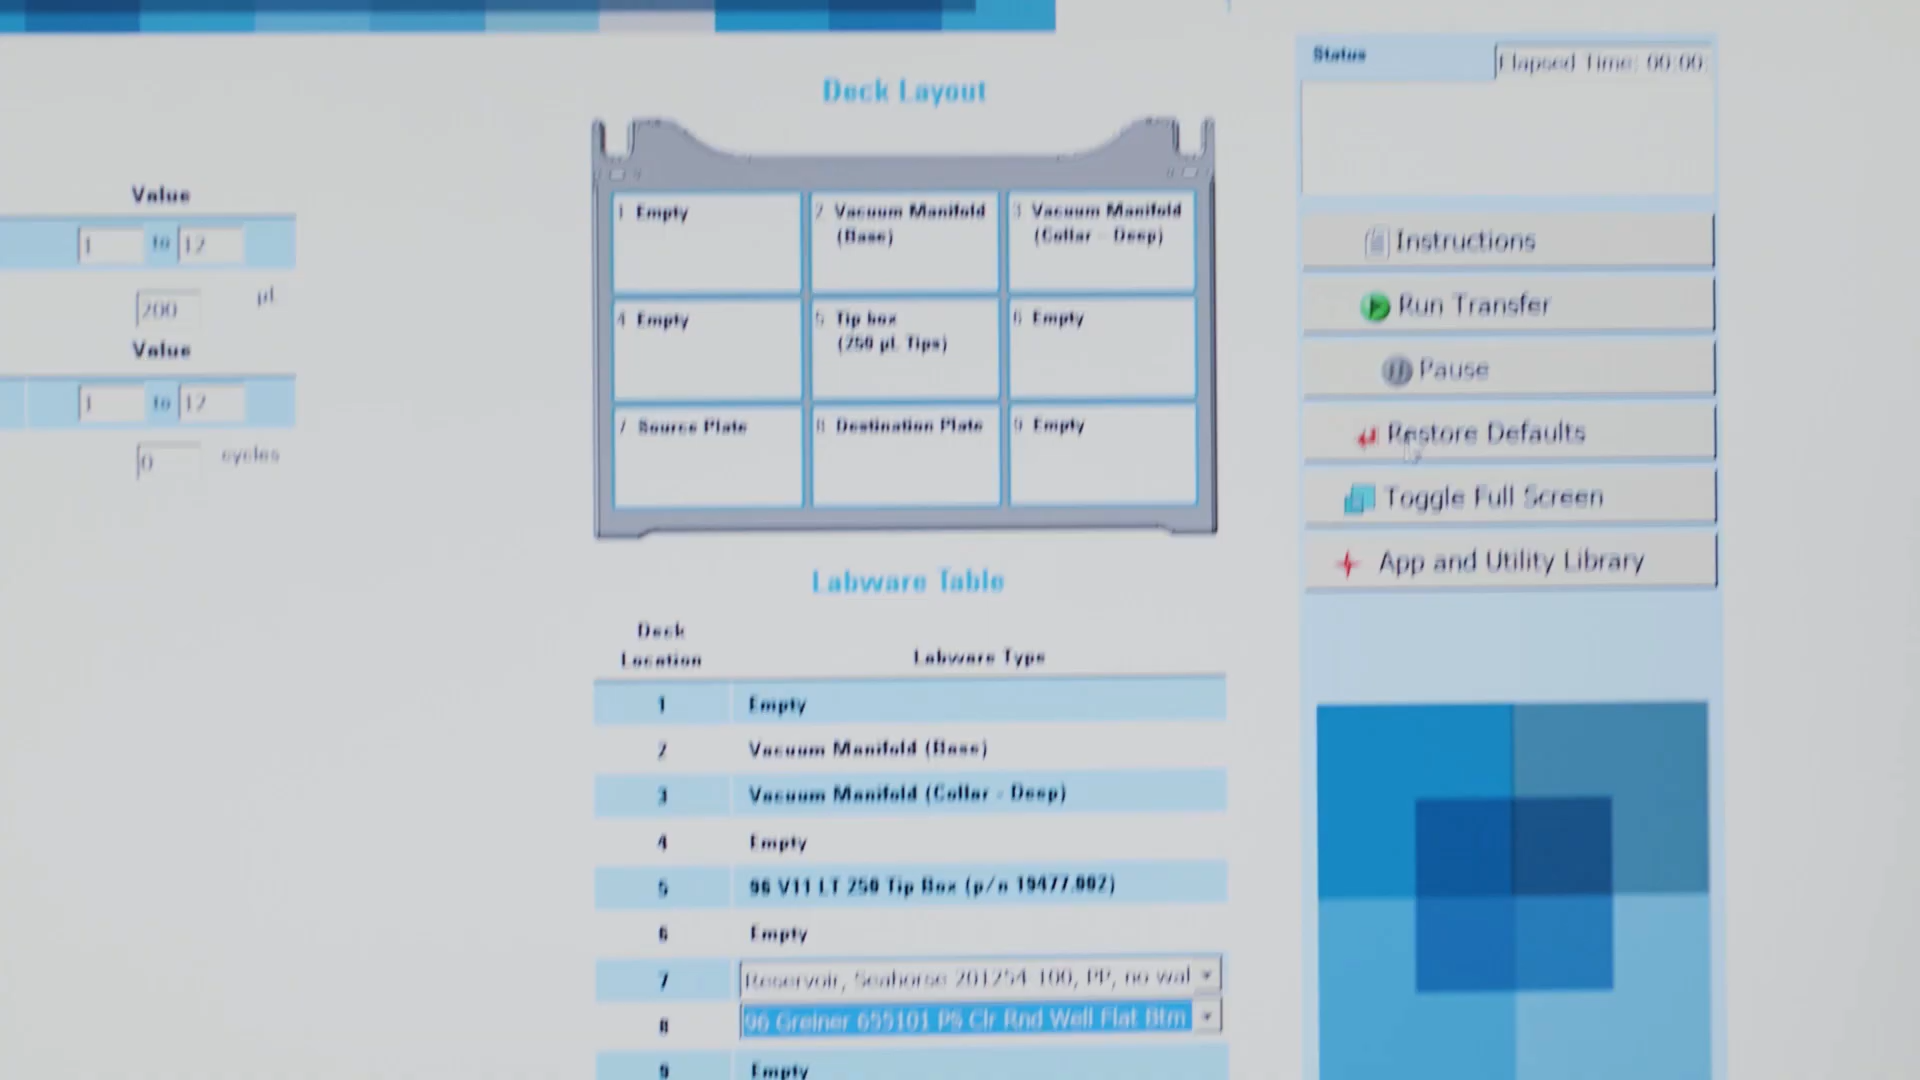 Status
Elapsed Time: 00:00
Deck Layout
Value
1 to 12
200 µL
Value
1 to 12
0 cycles
1 Empty
2 Vacuum Manifold
(Base)
3 Vacuum Manifold
(Collar - Deep)
4 Empty
5 Tip box
(250 µL Tips)
6 Empty
7 Source Plate
8 Destination Plate
9 Empty
Instructions
Run Transfer
Pause
Restore Defaults
Toggle Full Screen
App and Utility Library
Labware Table
Deck
Location
Labware Type
1 Empty
2 Vacuum Manifold (Base)
3 Vacuum Manifold (Collar - Deep)
4 Empty
5 96 V11 LT 250 Tip Box (p/n 19477.002)
6 Empty
7 Reservoir, Seahorse 201254-100, PP, no wal
8 96 Greiner 655101 PS Clr Rnd Well Flat Btm
9 Empty